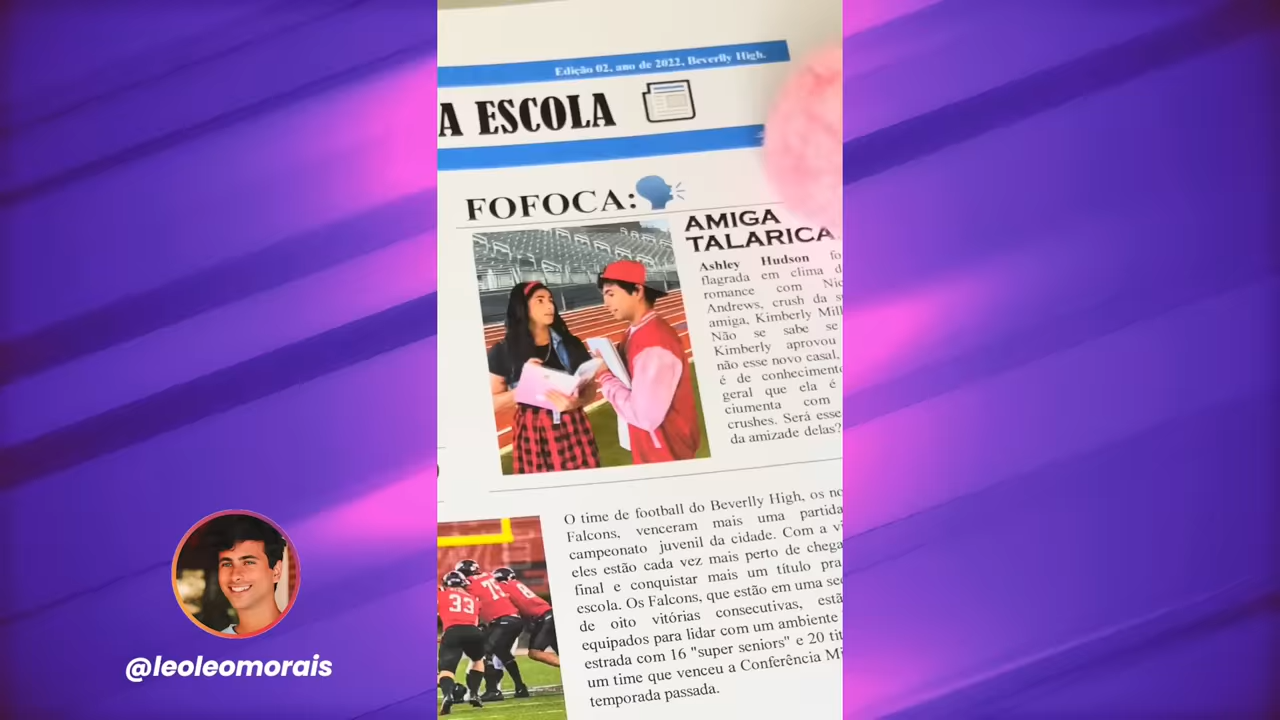 Edição 02, ano de 2022, Beverlly High.
A ESCOLA
FOFOCA:
AMIGA
TALARICA
Ashley Hudson
flagrada em clima
romance com
Andrews, crush da
amiga, Kimberly
Não se sabe se
Kimberly aprovou
não esse novo casal,
é de conhecimento
geral que ela é
ciumenta com
crushes. Será esse
da amizade delas?
O time de football do Beverlly High, os
Falcons, venceram mais uma partida
campeonato juvenil da cidade. Com a
eles estão cada vez mais perto de
final e conquistar mais um título
escola. Os Falcons, que estão em uma
de oito vitórias consecutivas,
equipados para lidar com um ambiente
estrada com 16 "super seniors" e 20
um time que venceu a Conferência
temporada passada.
33
75
8
@leoleomorais